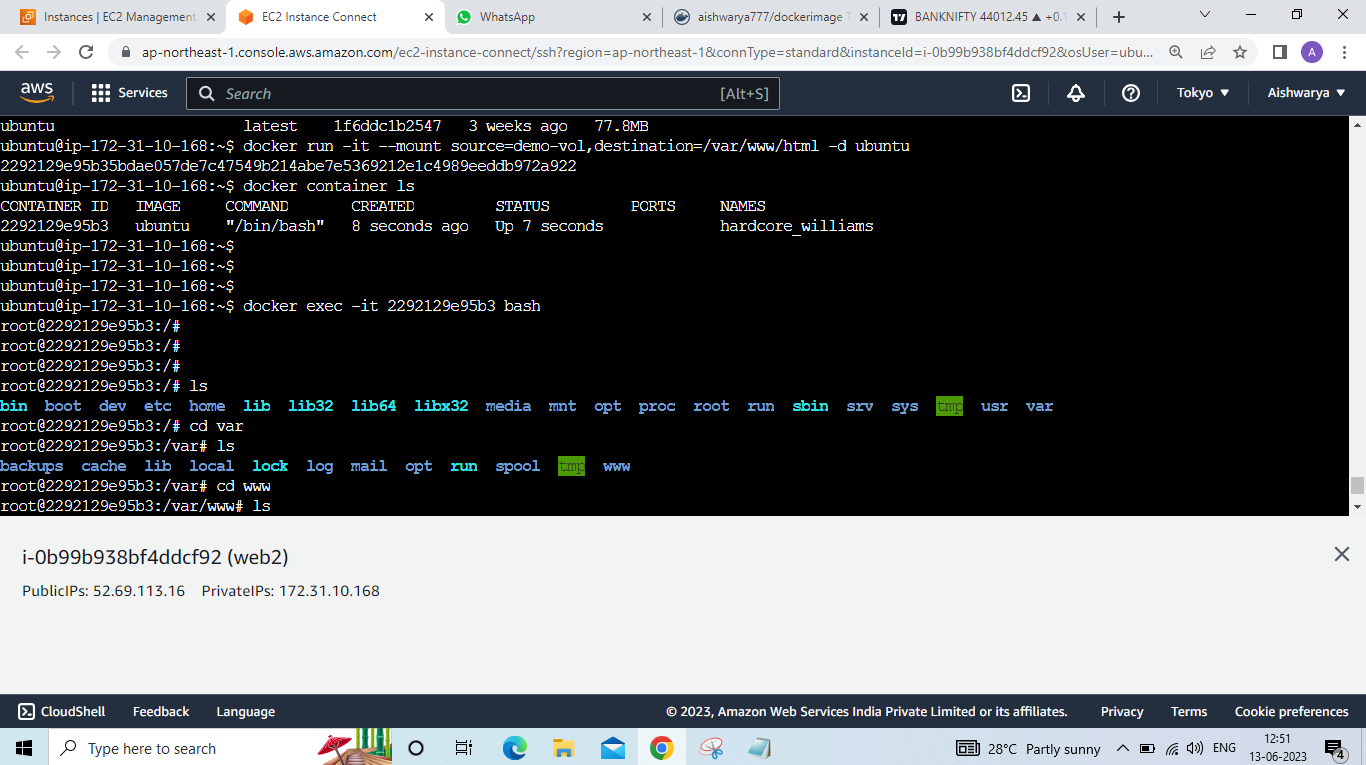 Instances | EC2 Management
EC2 Instance Connect
WhatsApp
aishwarya777/dockerimage
BANKNIFTY 44012.45 ▲ +0.
ap-northeast-1.console.aws.amazon.com/ec2-instance-connect/ssh?region=ap-northeast-1&connType=standard&instanceId=i-0b99b938bf4ddcf92&osUser=ubu...
A
aws
Services
Search
[Alt+S]
Tokyo ▼
Aishwarya ▼
ubuntu latest 1f6ddc1b2547 3 weeks ago 77.8MB
ubuntu@ip-172-31-10-168:~$ docker run -it --mount source=demo-vol,destination=/var/www/html -d ubuntu
2292129e95b35bdae057de7c47549b214abe7e5369212e1c4989eeddb972a922
ubuntu@ip-172-31-10-168:~$ docker container ls
CONTAINER ID IMAGE COMMAND CREATED STATUS PORTS NAMES
2292129e95b3 ubuntu "/bin/bash" 8 seconds ago Up 7 seconds hardcore_williams
ubuntu@ip-172-31-10-168:~$
ubuntu@ip-172-31-10-168:~$
ubuntu@ip-172-31-10-168:~$
ubuntu@ip-172-31-10-168:~$ docker exec -it 2292129e95b3 bash
root@2292129e95b3:/#
root@2292129e95b3:/#
root@2292129e95b3:/#
root@2292129e95b3:/# ls
bin boot dev etc home lib lib32 lib64 libx32 media mnt opt proc root run sbin srv sys tmp usr var
root@2292129e95b3:/# cd var
root@2292129e95b3:/var# ls
backups cache lib local lock log mail opt run spool tmp www
root@2292129e95b3:/var# cd www
root@2292129e95b3:/var/www# ls
i-0b99b938bf4ddcf92 (web2)
PublicIPs: 52.69.113.16 PrivateIPs: 172.31.10.168
CloudShell
Feedback
Language
© 2023, Amazon Web Services India Private Limited or its affiliates.
Privacy
Terms
Cookie preferences
Type here to search
28°C Partly sunny
ENG
12:51
13-06-2023
4